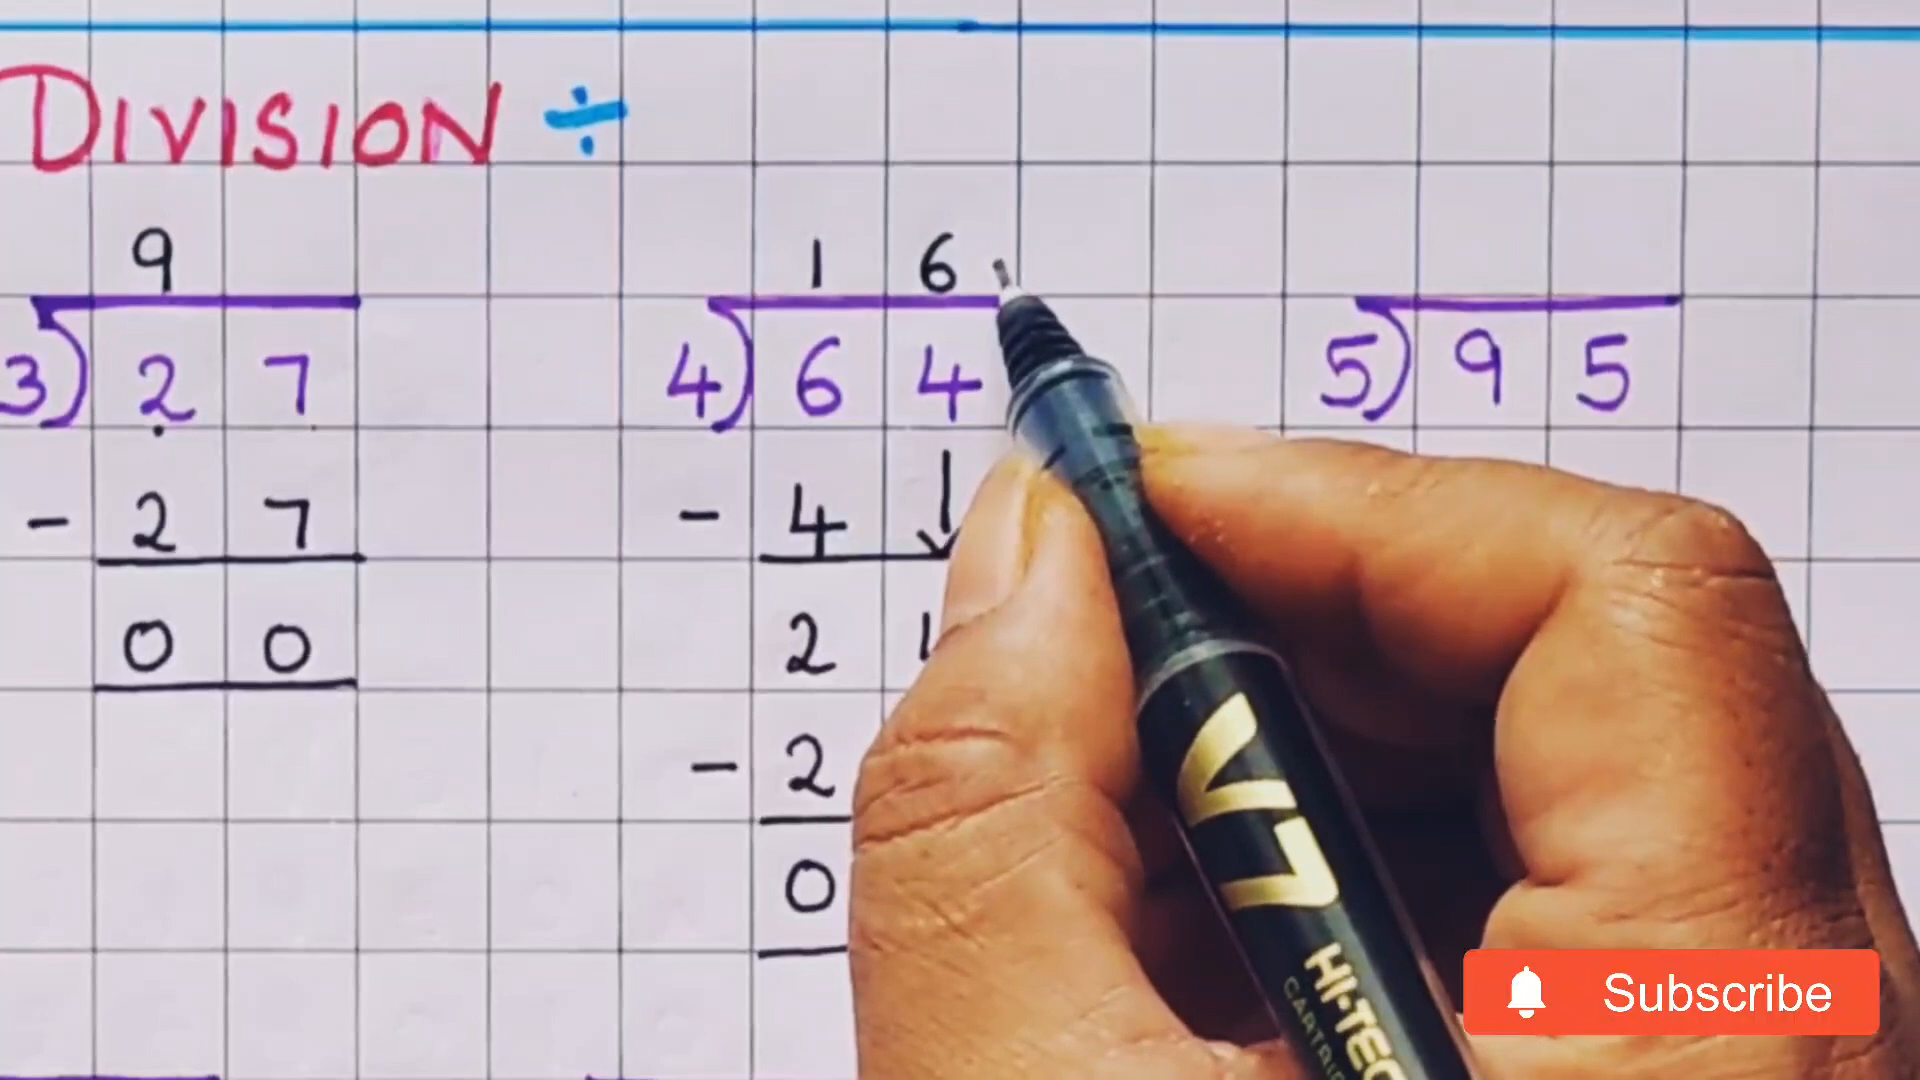 DIVISION ÷
9
3) 2 7
- 2 7
0 0
1 6
4) 6 4
- 4 ↓
2
- 2
0
5) 9 5
V7
HI-TEC
Subscribe